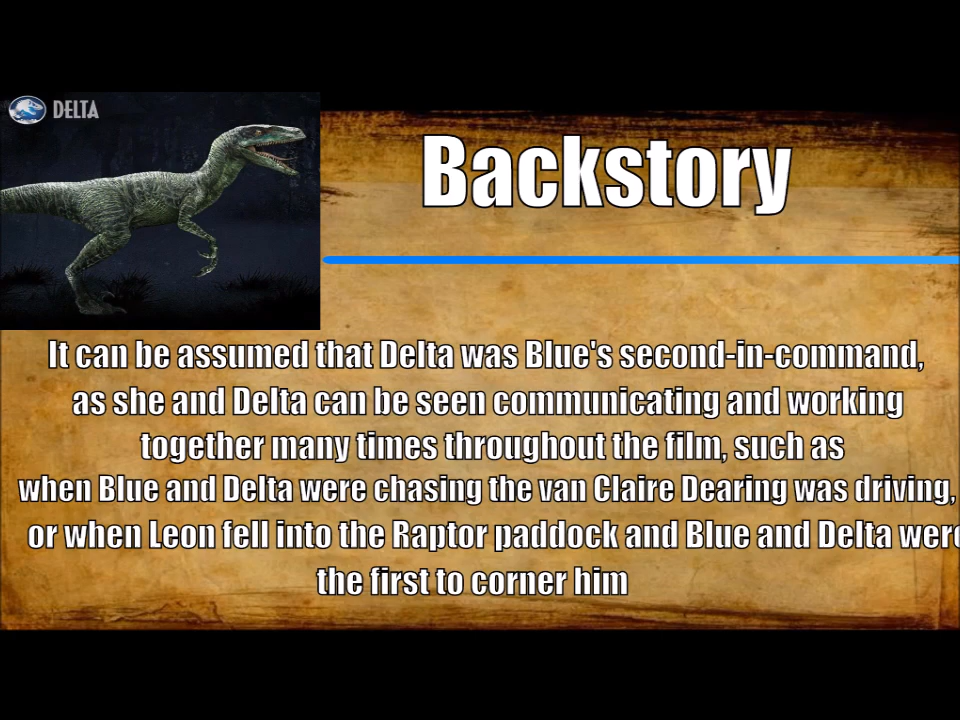 DELTA
Backstory
It can be assumed that Delta was Blue's second-in-command,
as she and Delta can be seen communicating and working
together many times throughout the film, such as
when Blue and Delta were chasing the van Claire Dearing was driving,
or when Leon fell into the Raptor paddock and Blue and Delta were
the first to corner him